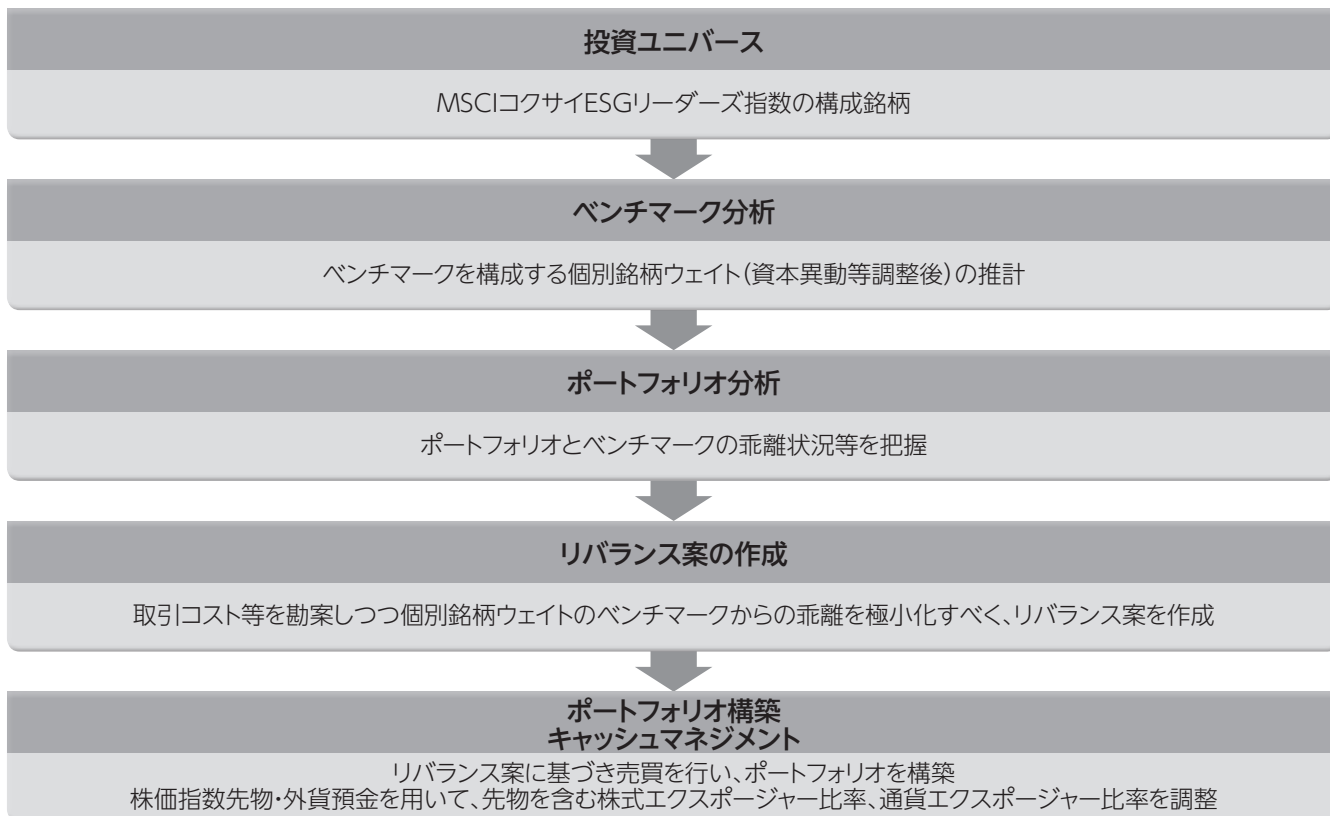 投資ユニバース
MSCIコクサイESGリーダーズ指数の構成銘柄
ベンチマーク分析
ベンチマークを構成する個別銘柄ウェイト(資本異動等調整後)の推計
ポートフォリオ分析
ポートフォリオとベンチマークの乖離状況等を把握
リバランス案の作成
取引コスト等を勘案しつつ個別銘柄ウェイトのベンチマークからの乖離を極小化すべく、リバランス案を作成
ポートフォリオ構築
キャッシュマネジメント
リバランス案に基づき売買を行い、ポートフォリオを構築
株価指数先物・外貨預金を用いて、先物を含む株式エクスポージャー比率、通貨エクスポージャー比率を調整